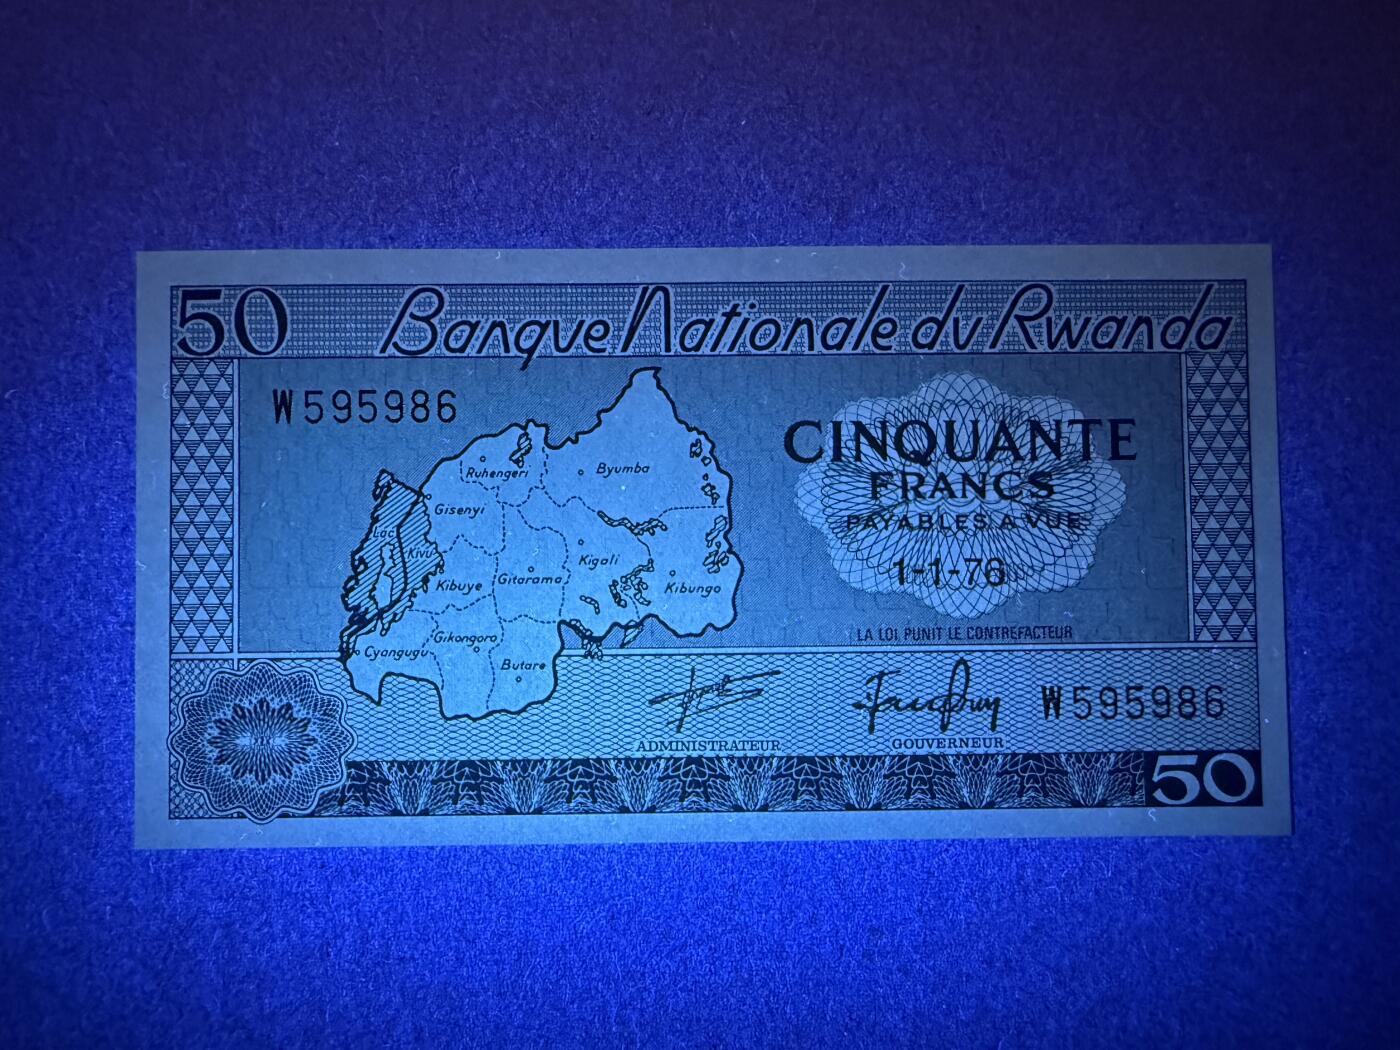 50 Banque Nationale du Rwanda
W595986
CINQUANTE
FRANCS
PAYABLES A VUE
1-1-76
LA LOI PUNIT LE CONTREFACTEUR
Ruhengeri
Byumba
Gisenyi
Lac
Kivu
Kibuye
Gitarama
Kigali
Kibungo
Gikongoro
Cyangugu
Butare
ADMINISTRATEUR
GOUVERNEUR
W595986
50